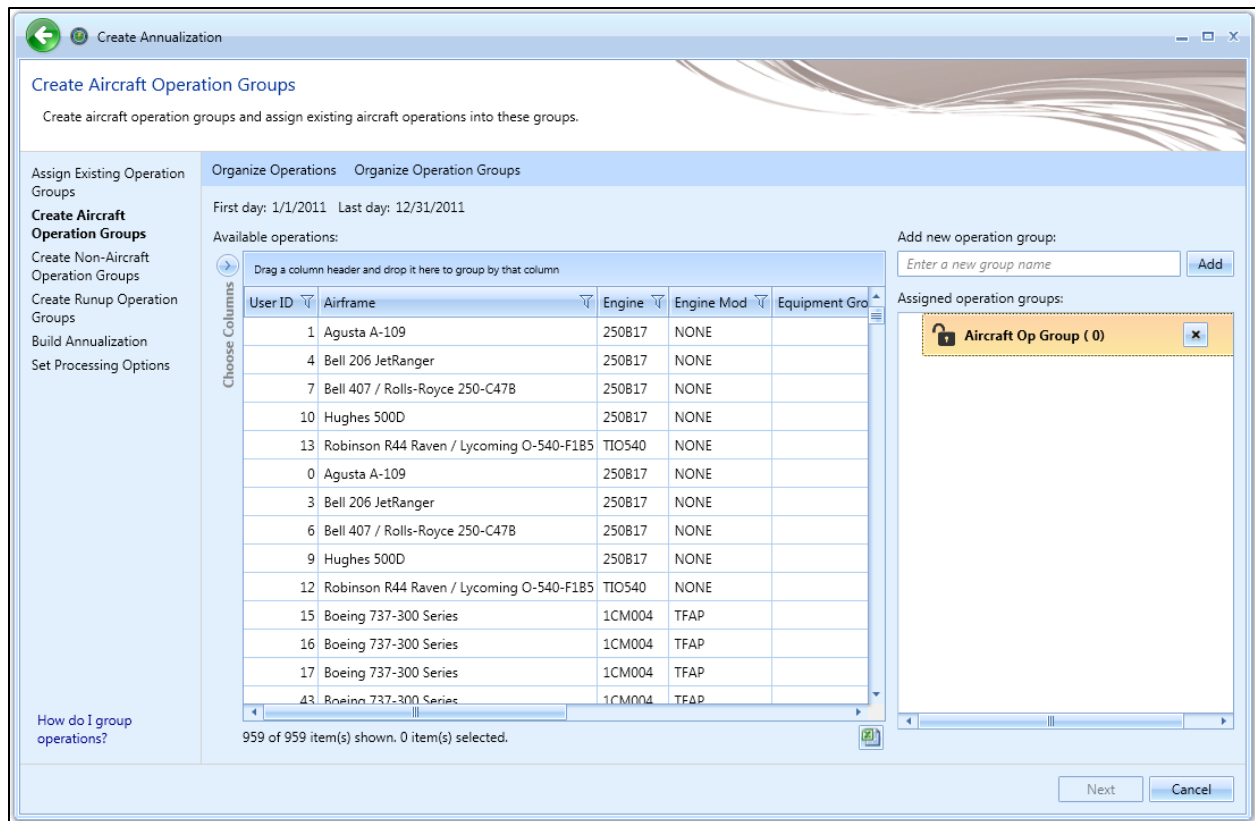 Create Annualization
Create Aircraft Operation Groups
Create aircraft operation groups and assign existing aircraft operations into these groups.
Assign Existing Operation
Groups
Create Aircraft
Operation Groups
Create Non-Aircraft
Operation Groups
Create Runup Operation
Groups
Build Annualization
Set Processing Options
How do I group
operations?
Organize Operations Organize Operation Groups
First day: 1/1/2011 Last day: 12/31/2011
Available operations:
Choose Columns
Drag a column header and drop it here to group by that column
User ID Airframe Engine Engine Mod Equipment Gro
1 Agusta A-109 250B17 NONE
4 Bell 206 JetRanger 250B17 NONE
7 Bell 407 / Rolls-Royce 250-C47B 250B17 NONE
10 Hughes 500D 250B17 NONE
13 Robinson R44 Raven / Lycoming O-540-F1B5 TIO540 NONE
0 Agusta A-109 250B17 NONE
3 Bell 206 JetRanger 250B17 NONE
6 Bell 407 / Rolls-Royce 250-C47B 250B17 NONE
9 Hughes 500D 250B17 NONE
12 Robinson R44 Raven / Lycoming O-540-F1B5 TIO540 NONE
15 Boeing 737-300 Series 1CM004 TFAP
16 Boeing 737-300 Series 1CM004 TFAP
17 Boeing 737-300 Series 1CM004 TFAP
43 Boeing 737-300 Series 1CM004 TFAP
959 of 959 item(s) shown. 0 item(s) selected.
Add new operation group:
Enter a new group name Add
Assigned operation groups:
Aircraft Op Group ( 0)
Next Cancel